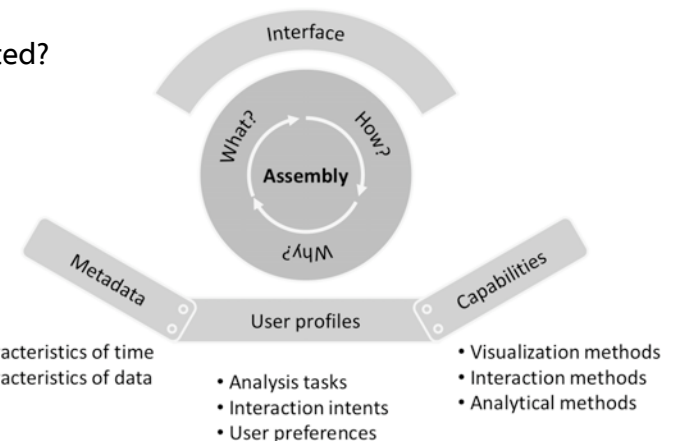 ted?
Interface
What?
How?
Assembly
Why?
Metadata
User profiles
Capabilities
acteristics of time
acteristics of data
• Analysis tasks
• Interaction intents
• User preferences
• Visualization methods
• Interaction methods
• Analytical methods